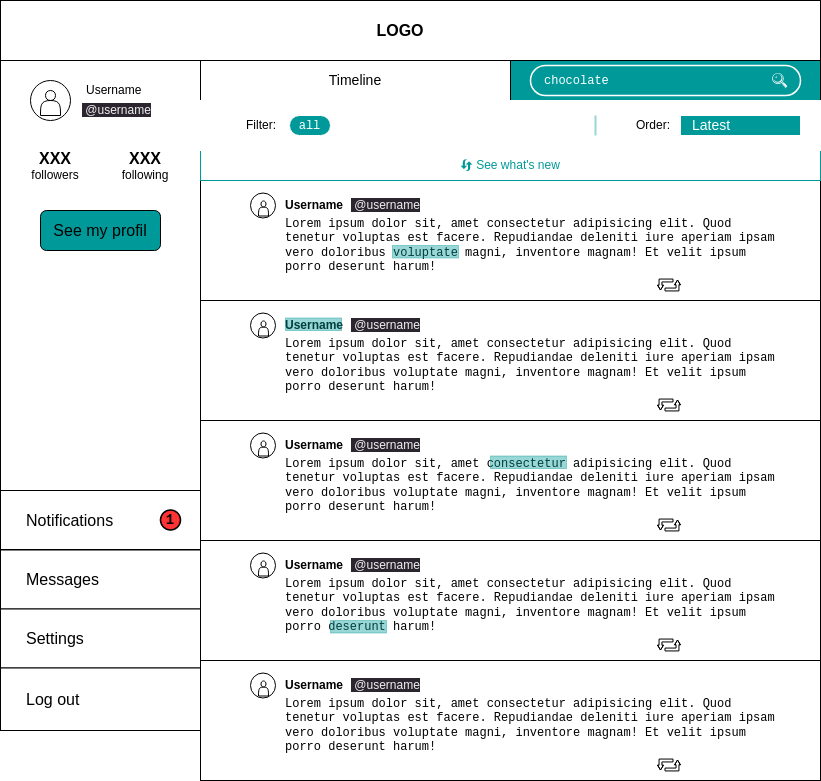 LOGO
Username
@username
XXX
followers
XXX
following
See my profil
Notifications
1
Messages
Settings
Log out
Timeline
chocolate
Filter:
all
Order:
Latest
See what's new
Username @username
Lorem ipsum dolor sit, amet consectetur adipisicing elit. Quod
tenetur voluptas est facere. Repudiandae deleniti iure aperiam ipsam
vero doloribus voluptate magni, inventore magnam! Et velit ipsum
porro deserunt harum!
Username @username
Lorem ipsum dolor sit, amet consectetur adipisicing elit. Quod
tenetur voluptas est facere. Repudiandae deleniti iure aperiam ipsam
vero doloribus voluptate magni, inventore magnam! Et velit ipsum
porro deserunt harum!
Username @username
Lorem ipsum dolor sit, amet consectetur adipisicing elit. Quod
tenetur voluptas est facere. Repudiandae deleniti iure aperiam ipsam
vero doloribus voluptate magni, inventore magnam! Et velit ipsum
porro deserunt harum!
Username @username
Lorem ipsum dolor sit, amet consectetur adipisicing elit. Quod
tenetur voluptas est facere. Repudiandae deleniti iure aperiam ipsam
vero doloribus voluptate magni, inventore magnam! Et velit ipsum
porro deserunt harum!
Username @username
Lorem ipsum dolor sit, amet consectetur adipisicing elit. Quod
tenetur voluptas est facere. Repudiandae deleniti iure aperiam ipsam
vero doloribus voluptate magni, inventore magnam! Et velit ipsum
porro deserunt harum!